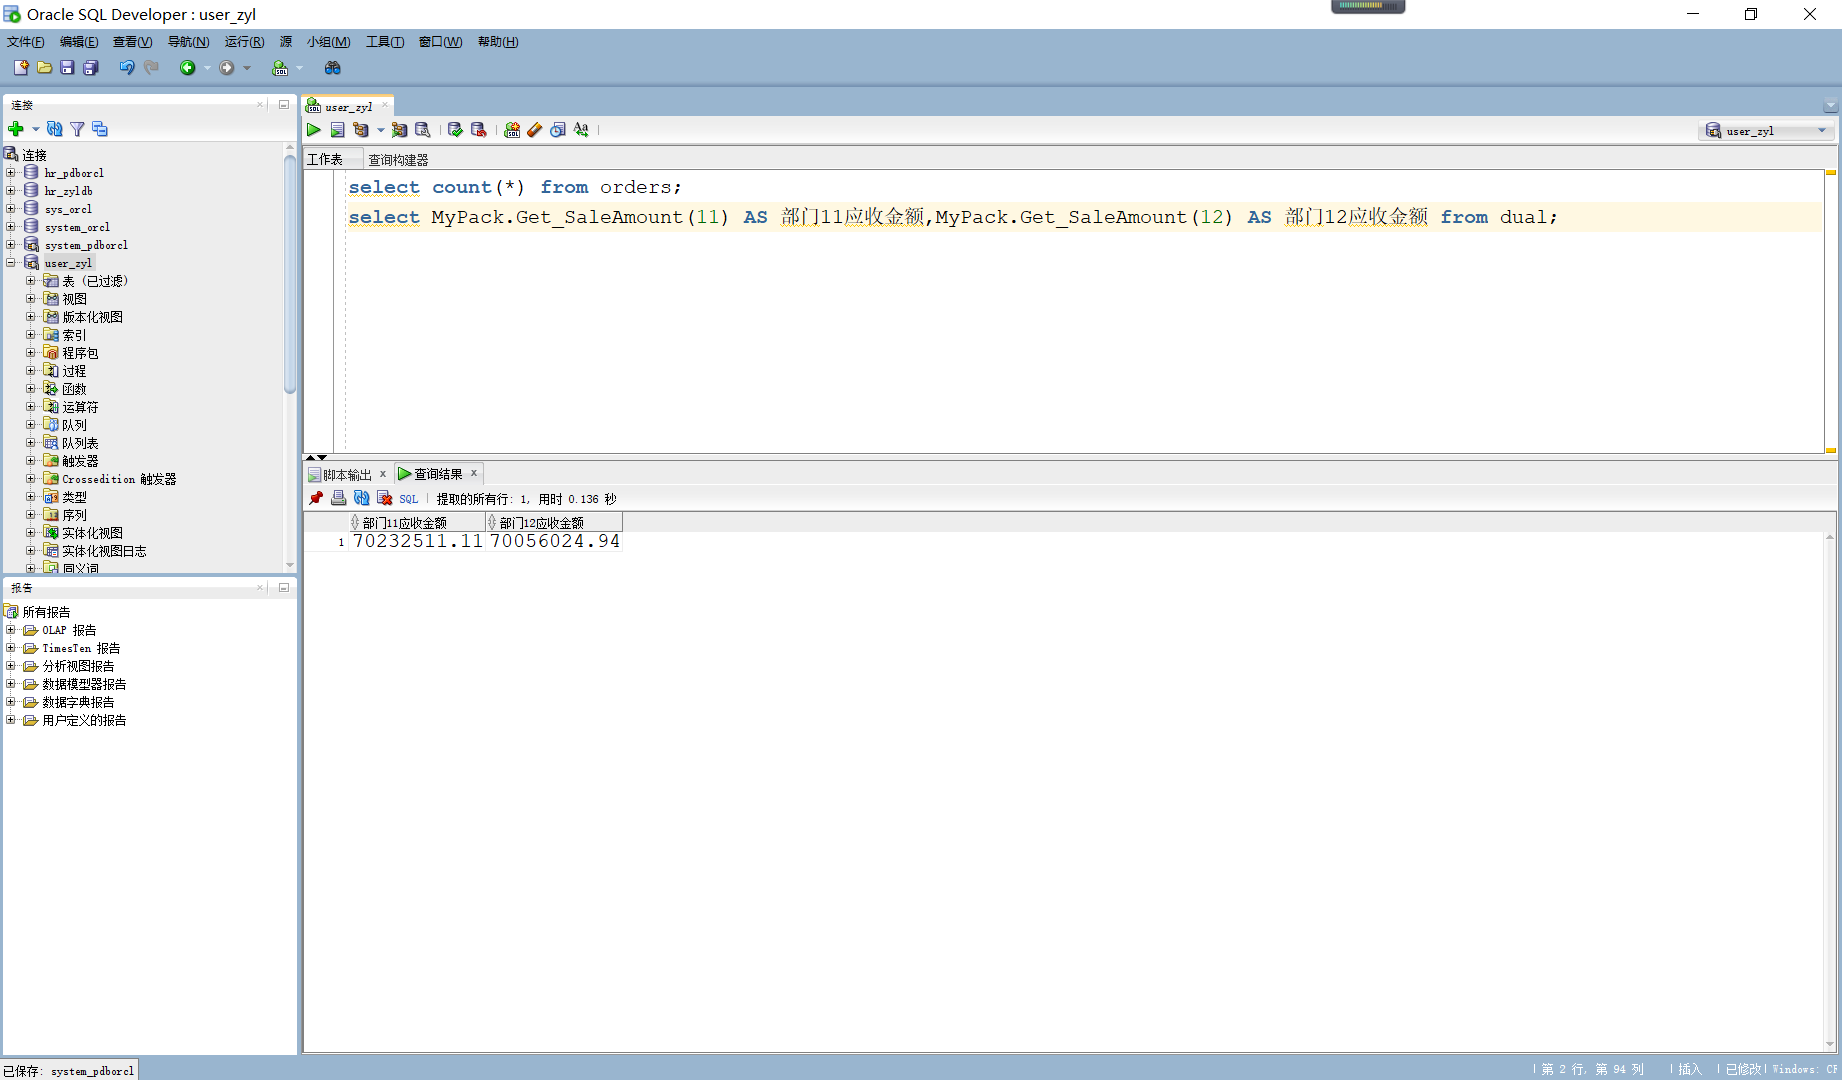 Oracle SQL Developer : user_zyl
文件(F) 编辑(E) 查看(V) 导航(N) 运行(R) 源 小组(M) 工具(T) 窗口(W) 帮助(H)
连接
连接
hr_pdborcl
hr_zyldb
sys_orcl
system_orcl
system_pdborcl
user_zyl
表 (已过滤)
视图
版本化视图
索引
程序包
过程
函数
运算符
队列
队列表
触发器
Crossedition 触发器
类型
序列
实体化视图
实体化视图日志
同义词
报告
所有报告
OLAP 报告
TimesTen 报告
分析视图报告
数据模型器报告
数据字典报告
用户定义的报告
user_zyl
Aa
user_zyl
工作表 查询构建器
select count(*) from orders;
select MyPack.Get_SaleAmount(11) AS 部门11应收金额,MyPack.Get_SaleAmount(12) AS 部门12应收金额 from dual;
脚本输出 × 查询结果 ×
SQL | 提取的所有行: 1, 用时 0.136 秒
部门11应收金额 部门12应收金额
1 70232511.11 70056024.94
已保存: system_pdborcl
| 第 2 行, 第 94 列 | 插入 | 已修改| Windows: CF